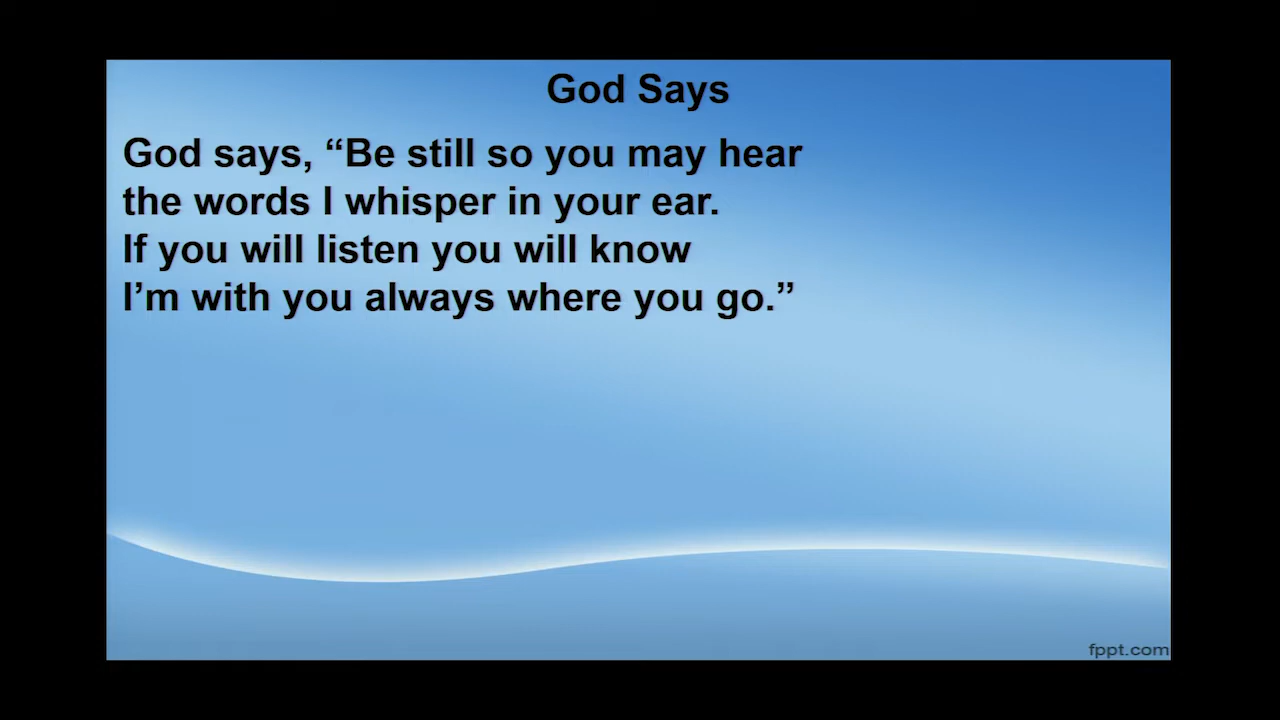 God Says
God says, “Be still so you may hear
the words I whisper in your ear.
If you will listen you will know
I’m with you always where you go.”
fppt.com